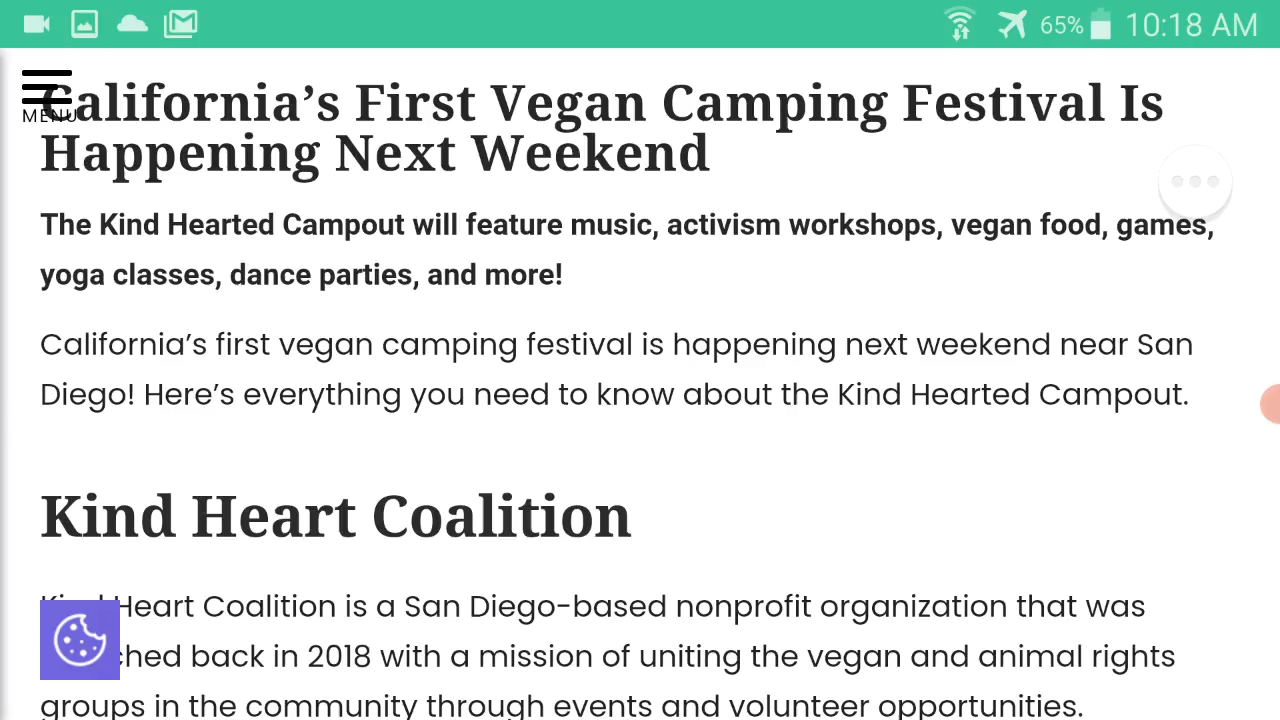 65% 10:18 AM
MENU
California’s First Vegan Camping Festival Is
Happening Next Weekend
The Kind Hearted Campout will feature music, activism workshops, vegan food, games,
yoga classes, dance parties, and more!
California’s first vegan camping festival is happening next weekend near San
Diego! Here’s everything you need to know about the Kind Hearted Campout.
Kind Heart Coalition
Kind Heart Coalition is a San Diego-based nonprofit organization that was
back in 2018 with a mission of uniting the vegan and animal rights
groups in the community through events and volunteer opportunities.